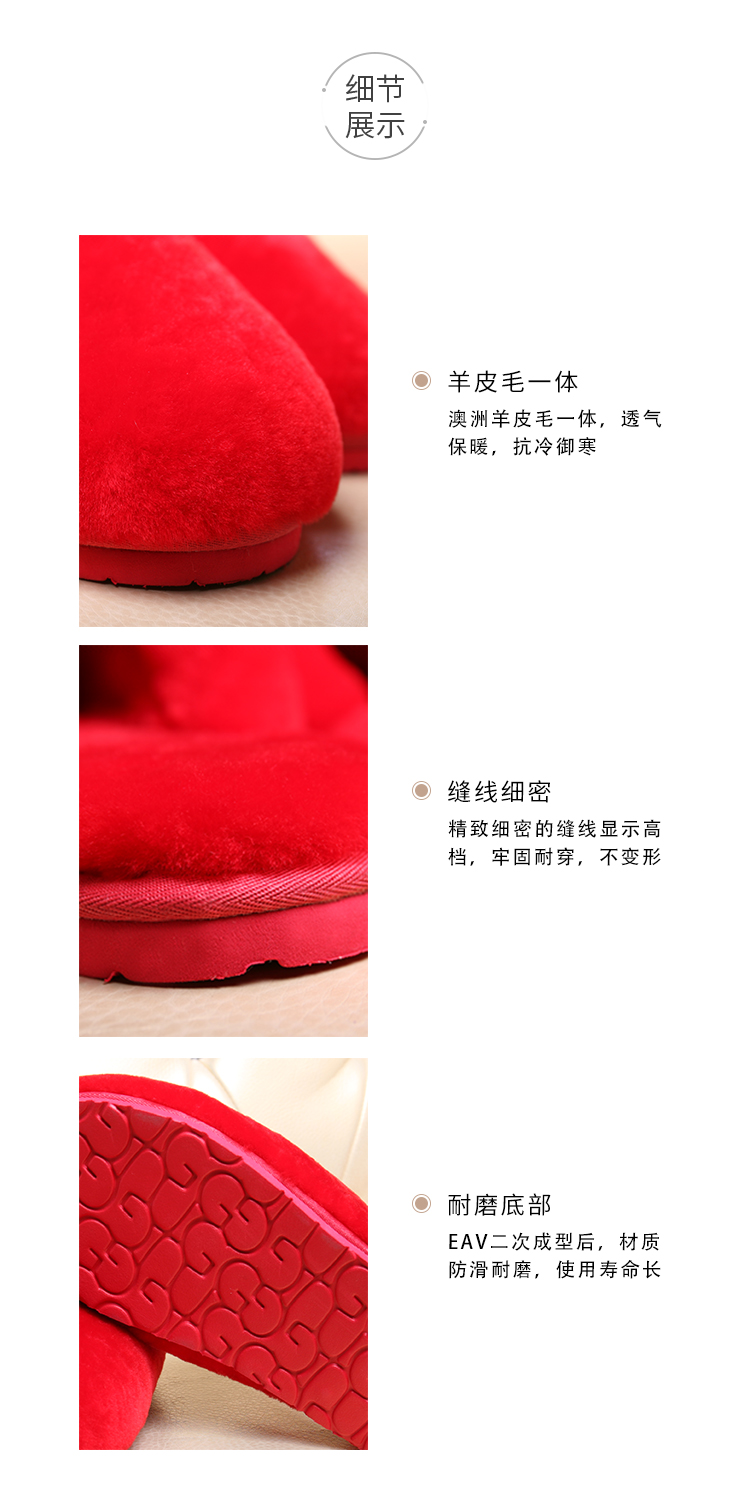 细节
展示
羊皮毛一体
澳洲羊皮毛一体，透气
保暖，抗冷御寒
缝线细密
精致细密的缝线显示高
档，牢固耐穿，不变形
耐磨底部
EAV二次成型后，材质
防滑耐磨，使用寿命长